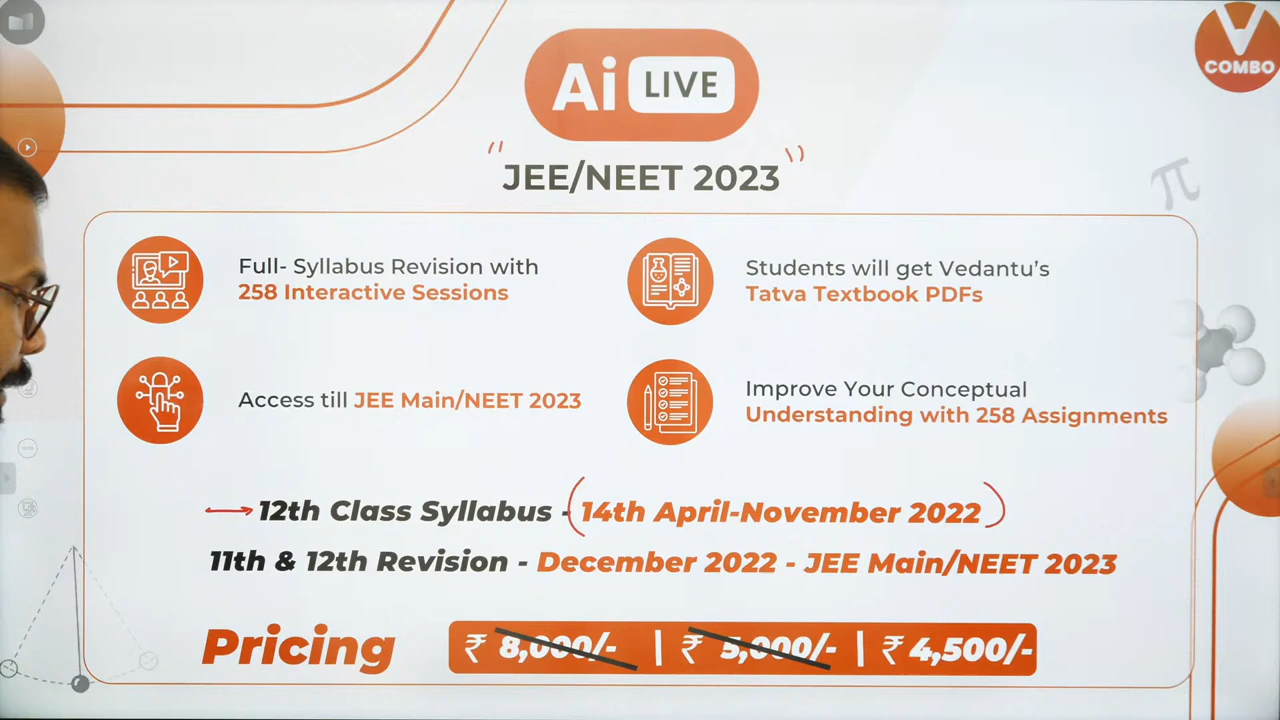 Ai LIVE
COMBO
"JEE/NEET 2023"
Full- Syllabus Revision with
258 Interactive Sessions
Students will get Vedantu's
Tatva Textbook PDFs
Access till JEE Main/NEET 2023
Improve Your Conceptual
Understanding with 258 Assignments
→ 12th Class Syllabus - (14th April-November 2022)
11th & 12th Revision - December 2022 - JEE Main/NEET 2023
Pricing ₹ 8,000/- | ₹ 5,000/- | ₹ 4,500/-
π